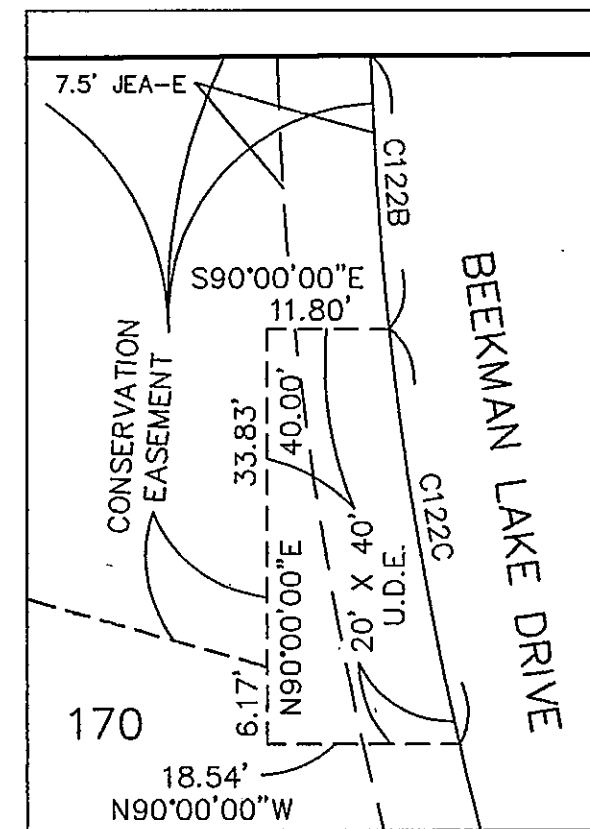 7.5' JEA-E
C122B
S90°00'00"E
11.80'
BEEKMAN LAKE DRIVE
CONSERVATION
EASEMENT
33.83'
40.00'
C122C
20' X 40'
U.D.E.
N90°00'00"E
6.17'
170
18.54'
N90°00'00"W